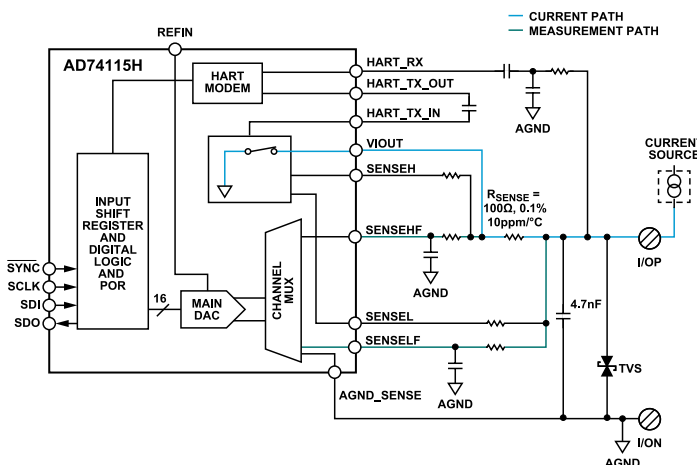 CURRENT PATH
MEASUREMENT PATH
REFIN
AD74115H
HART
MODEM
HART_RX
HART_TX_OUT
HART_TX_IN
AGND
VIOUT
SENSEH
CURRENT
SOURCE
INPUT
SHIFT
REGISTER
AND
DIGITAL
LOGIC
AND
POR
RSENSE =
100Ω, 0.1%
10ppm/°C
SENSEHF
I/OP
AGND
SYNC
SCLK
SDI
SDO
16
MAIN
DAC
CHANNEL
MUX
4.7nF
SENSEL
SENSELF
TVS
AGND
AGND_SENSE
I/ON
AGND